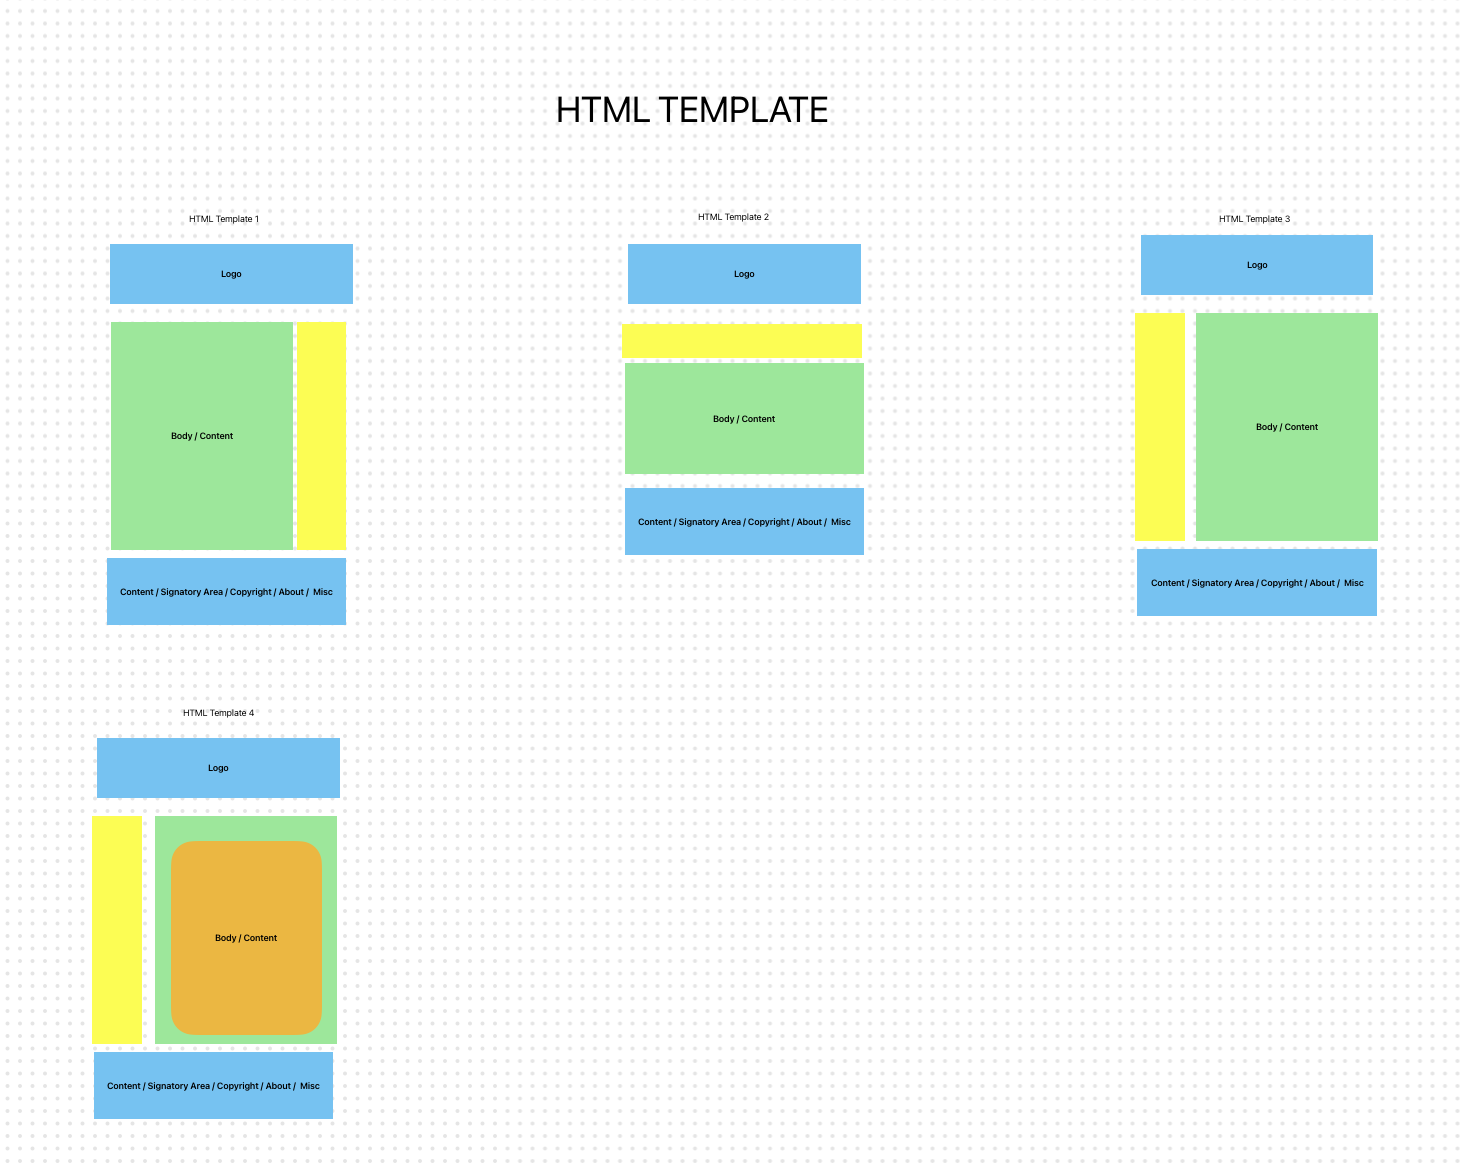 HTML TEMPLATE
HTML Template 1
Logo
Body / Content
Content / Signatory Area / Copyright / About /  Misc
HTML Template 2
Logo
Body / Content
Content / Signatory Area / Copyright / About /  Misc
HTML Template 3
Logo
Body / Content
Content / Signatory Area / Copyright / About /  Misc
HTML Template 4
Logo
Body / Content
Content / Signatory Area / Copyright / About /  Misc